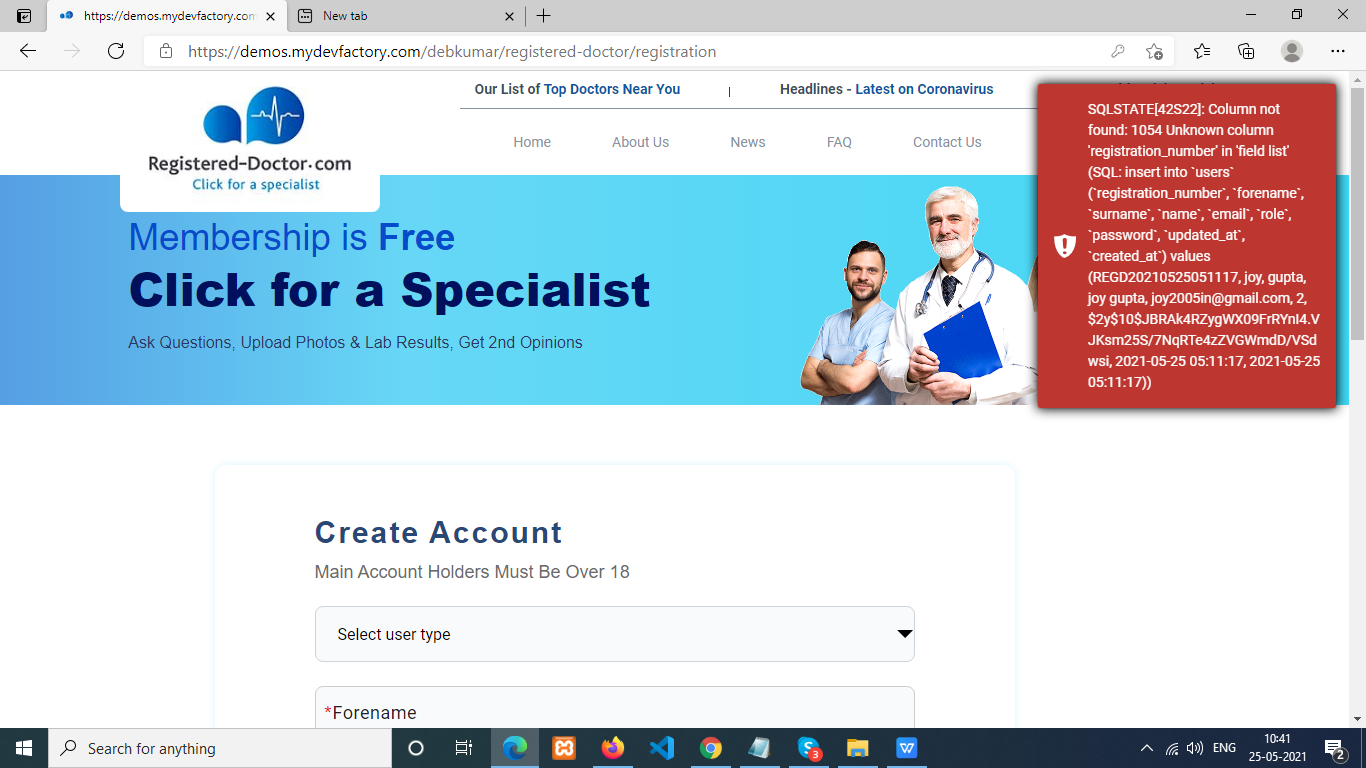 https://demos.mydevfactory.com
New tab
https://demos.mydevfactory.com/debkumar/registered-doctor/registration
Our List of Top Doctors Near You
Headlines - Latest on Coronavirus
Registered-Doctor.com
Click for a specialist
Home
About Us
News
FAQ
Contact Us
SQLSTATE[42S22]: Column not
found: 1054 Unknown column
'registration_number' in 'field list'
(SQL: insert into `users`
(`registration_number`, `forename`,
`surname`, `name`, `email`, `role`,
`password`, `updated_at`,
`created_at`) values
(REGD20210525051117, joy, gupta,
joy gupta, joy2005in@gmail.com, 2,
$2y$10$JBRAk4RZygWX09FrRYnI4.V
JKsm25S/7NqRTe4zZVGWmdD/VSd
wsi, 2021-05-25 05:11:17, 2021-05-25
05:11:17))
Membership is Free
Click for a Specialist
Ask Questions, Upload Photos & Lab Results, Get 2nd Opinions
Create Account
Main Account Holders Must Be Over 18
Select user type
*Forename
Search for anything
3
ENG
10:41
25-05-2021
2